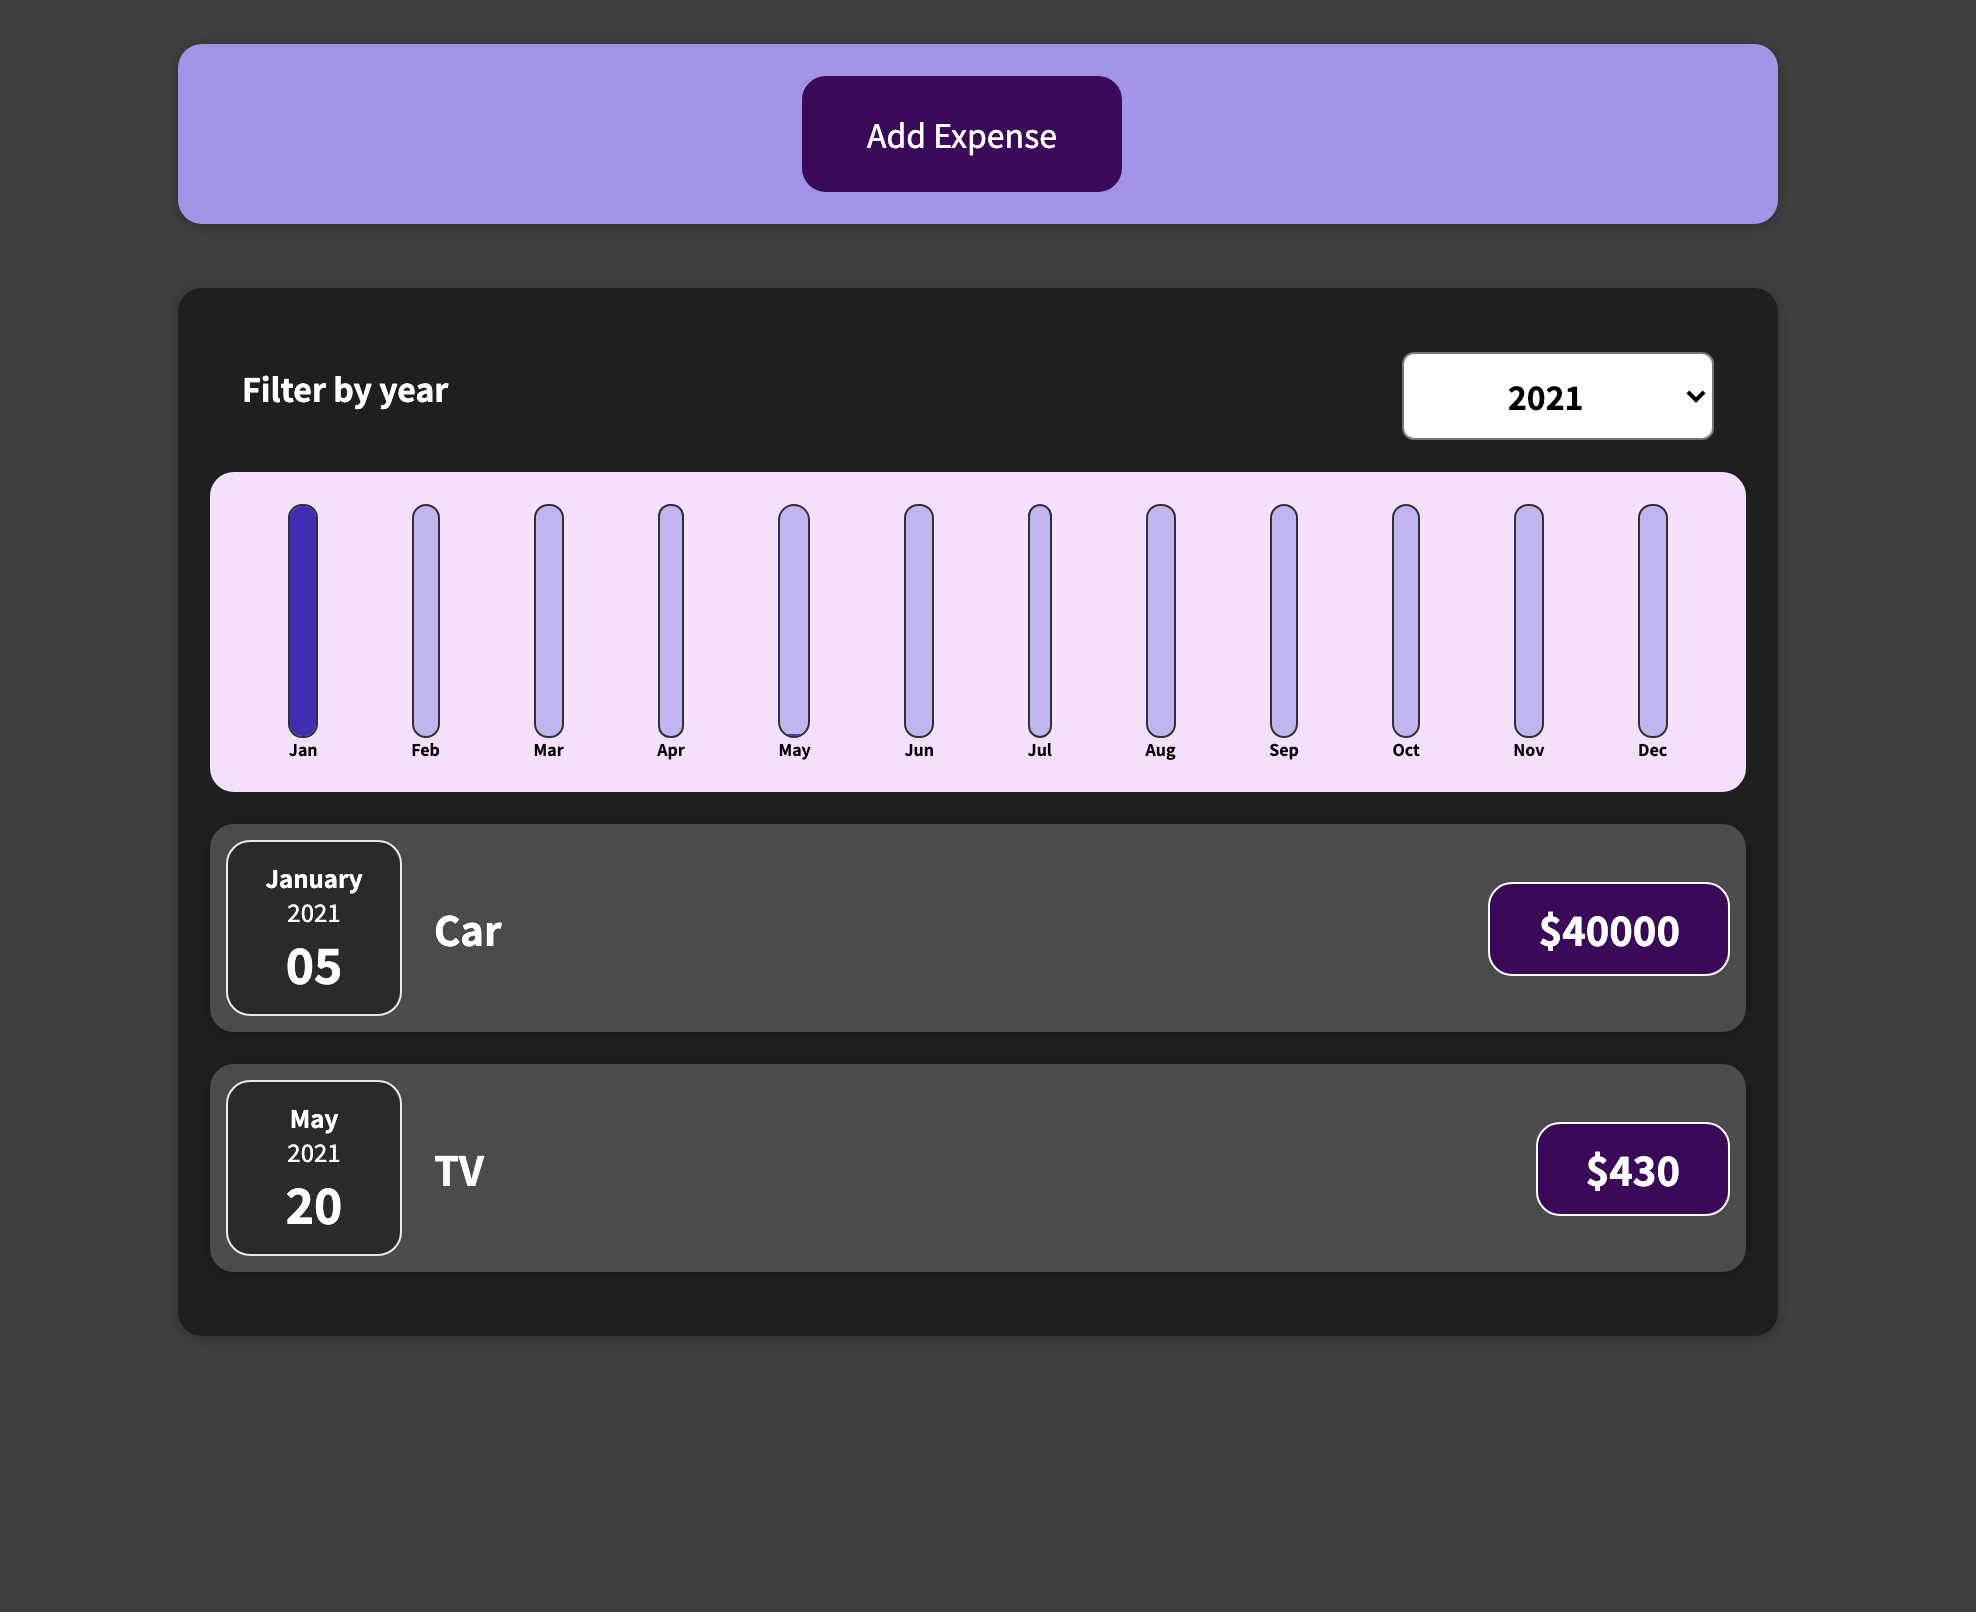 Add Expense
Filter by year
2021
Jan Feb Mar Apr May Jun Jul Aug Sep Oct Nov Dec
January
2021
05
Car
$40000
May
2021
20
TV
$430